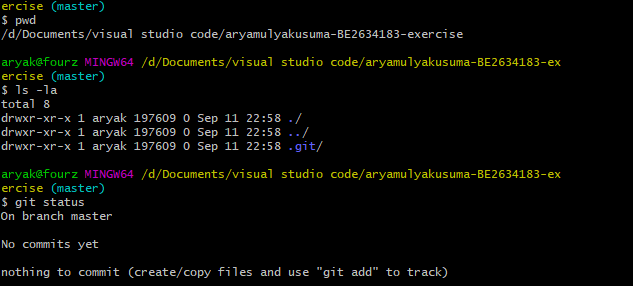 ercise (master)
$ pwd
/d/Documents/visual studio code/aryamulyakusuma-BE2634183-exercise
aryak@fourz MINGW64 /d/Documents/visual studio code/aryamulyakusuma-BE2634183-ex
ercise (master)
$ ls -la
total 8
drwxr-xr-x 1 aryak 197609 0 Sep 11 22:58 ./
drwxr-xr-x 1 aryak 197609 0 Sep 11 22:58 ../
drwxr-xr-x 1 aryak 197609 0 Sep 11 22:58 .git/
aryak@fourz MINGW64 /d/Documents/visual studio code/aryamulyakusuma-BE2634183-ex
ercise (master)
$ git status
On branch master
No commits yet
nothing to commit (create/copy files and use "git add" to track)